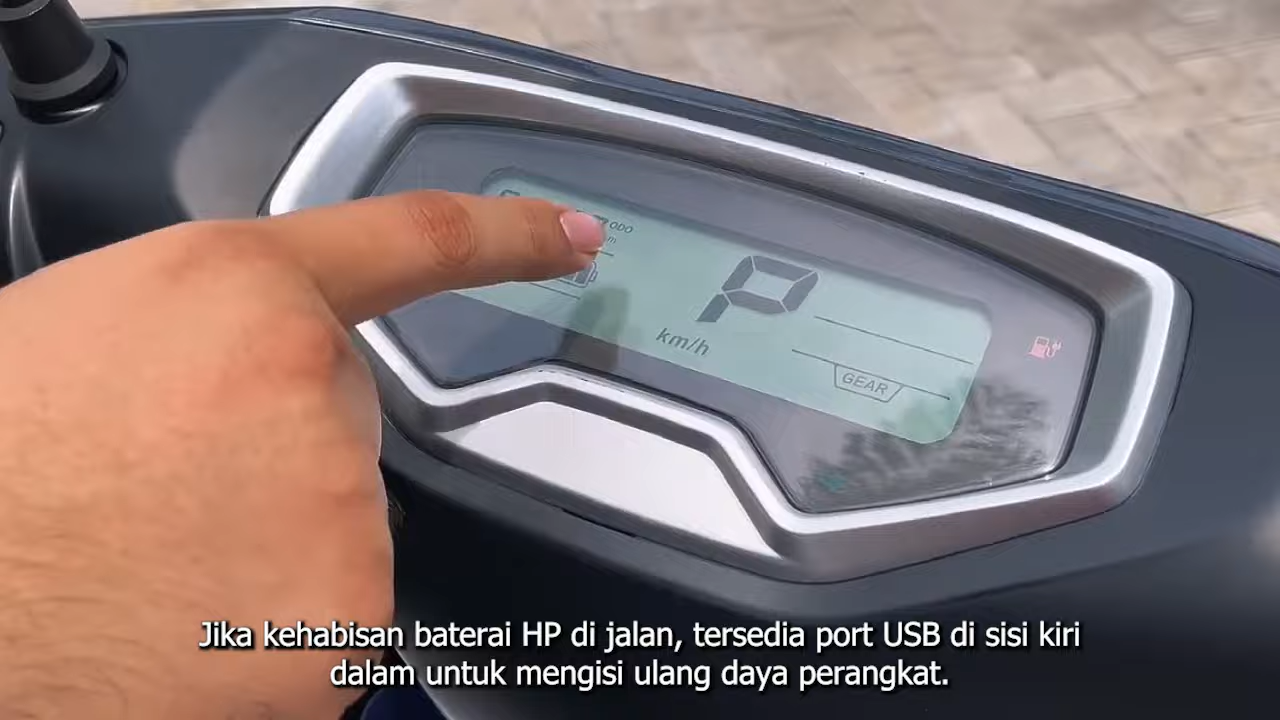 ODO
P
km/h
GEAR
Jika kehabisan baterai HP di jalan, tersedia port USB di sisi kiri
dalam untuk mengisi ulang daya perangkat.